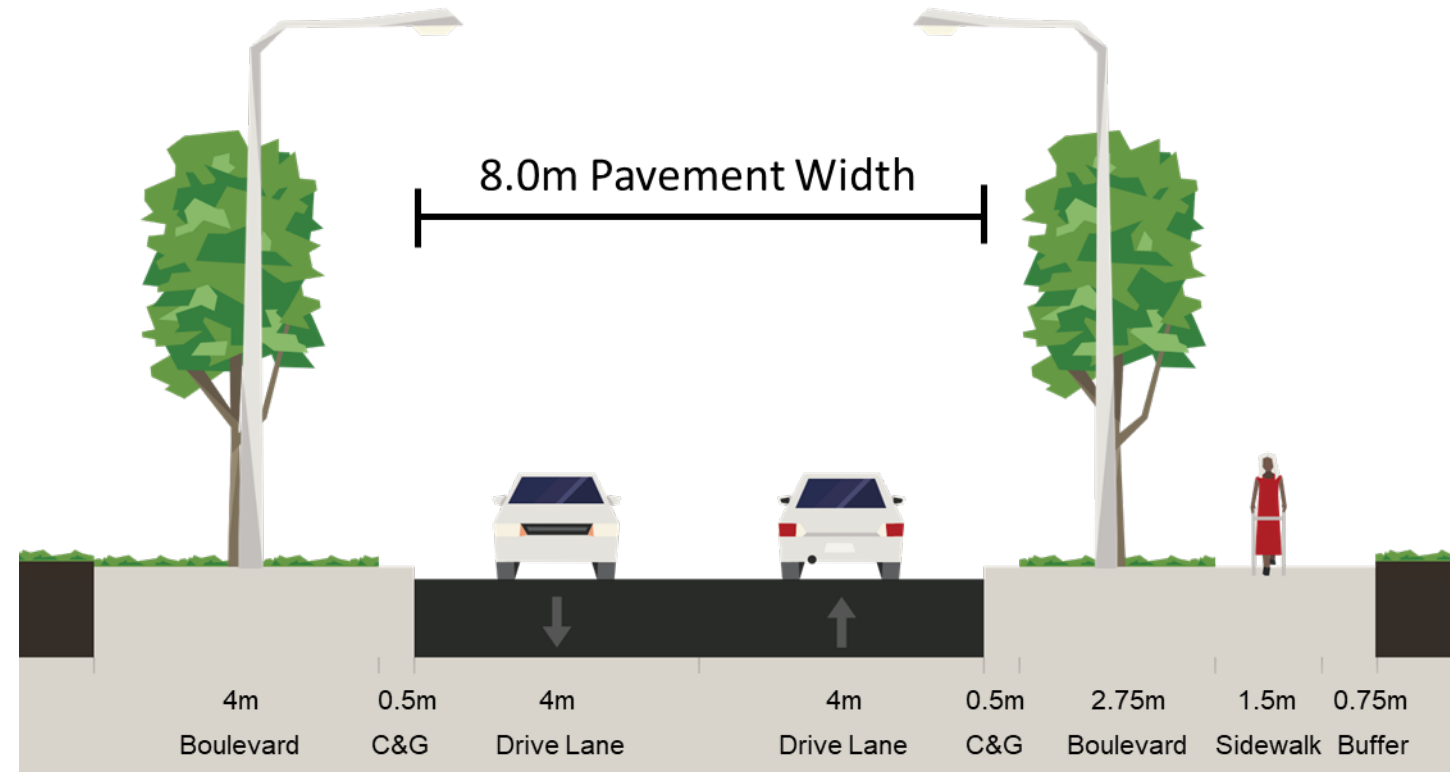 8.0m Pavement Width
4m 0.5m 4m 4m 0.5m 2.75m 1.5m 0.75m
Boulevard C&G Drive Lane Drive Lane C&G Boulevard Sidewalk Buffer